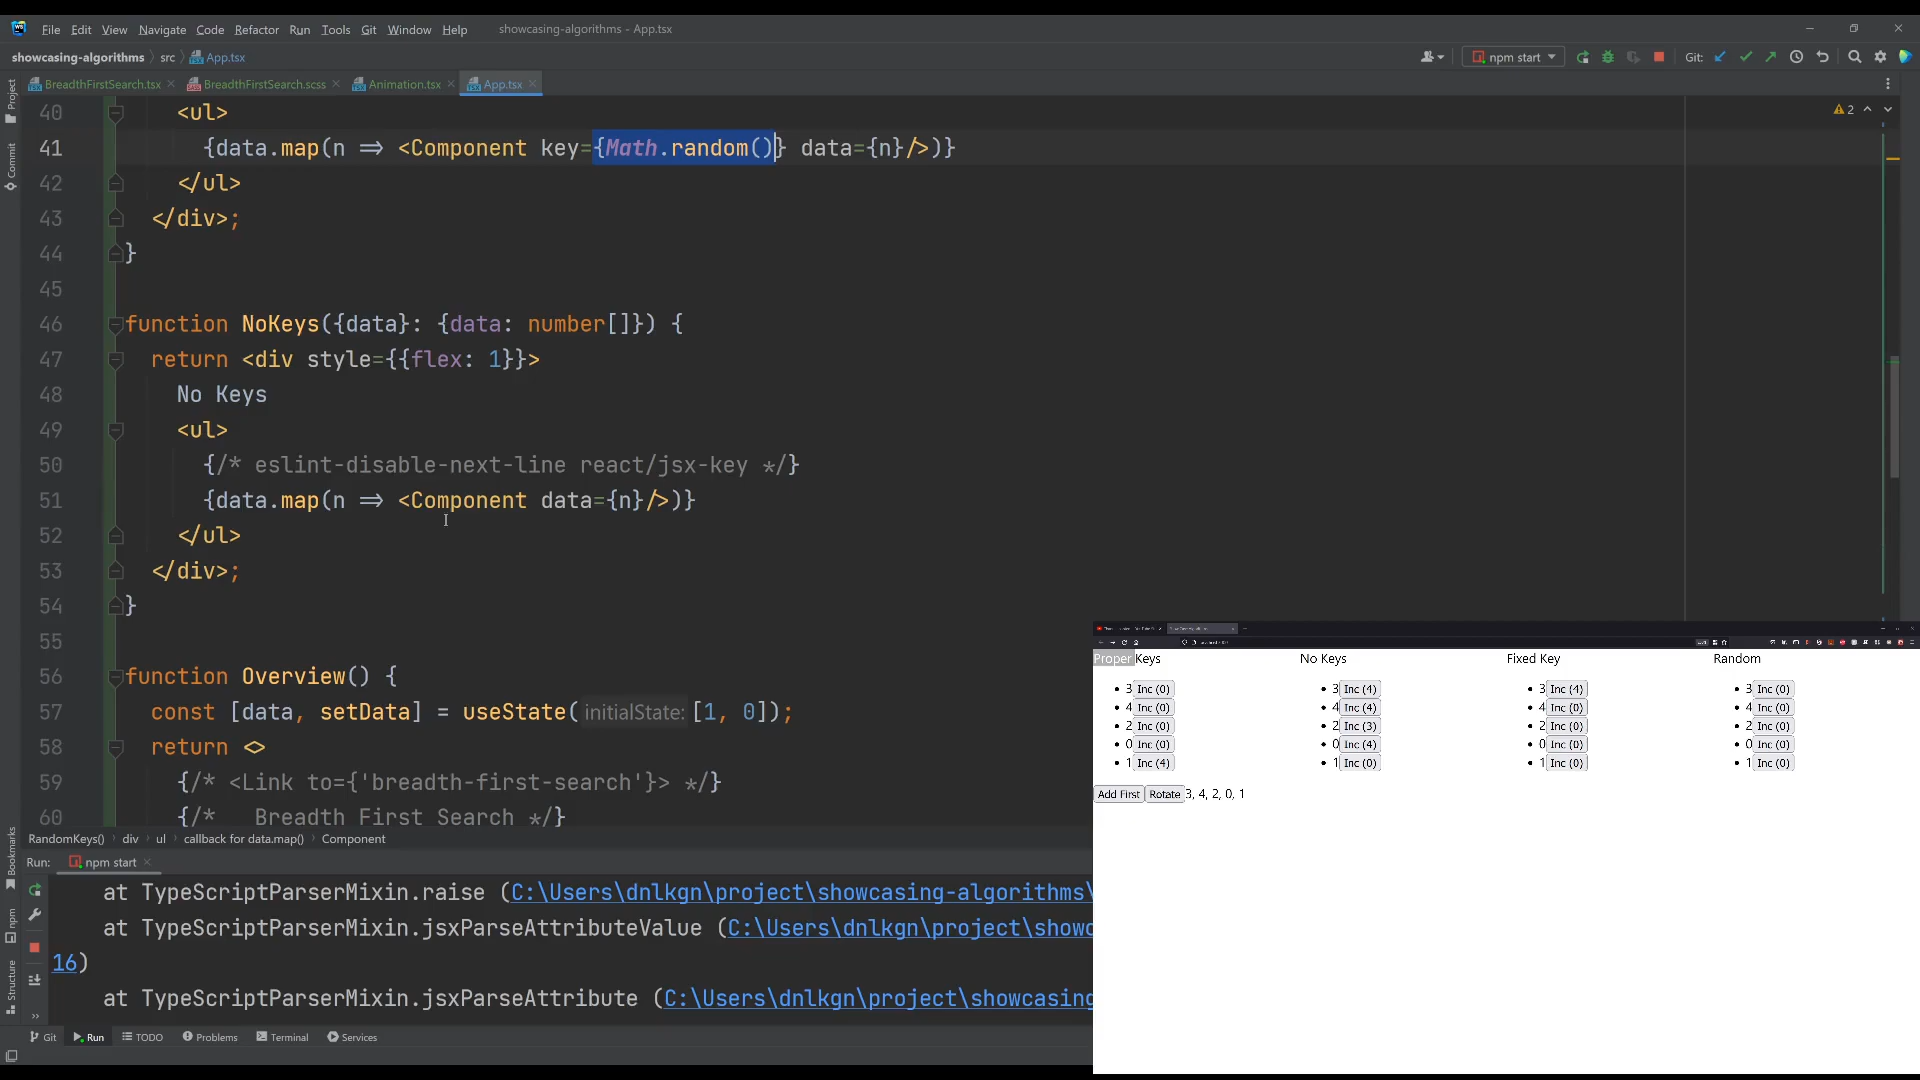 File Edit View Navigate Code Refactor Run Tools Git Window Help showcasing-algorithms - App.tsx
showcasing-algorithms src App.tsx npm start Git:
BreadthFirstSearch.tsx BreadthFirstSearch.scss Animation.tsx App.tsx
Project
Commit
Bookmarks
npm
Structure
2
40 <ul>
41 {data.map(n => <Component key={Math.random()} data={n}/>)}
42 </ul>
43 </div>;
44 }
45
46 function NoKeys({data}: {data: number[]}) {
47 return <div style={{flex: 1}}>
48 No Keys
49 <ul>
50 {/* eslint-disable-next-line react/jsx-key */}
51 {data.map(n => <Component data={n}/>)}
52 </ul>
53 </div>;
54 }
55
56 function Overview() {
57 const [data, setData] = useState( initialState: [1, 0]);
58 return <>
59 {/* <Link to={'breadth-first-search'}> */}
60 {/* Breadth First Search */}
RandomKeys() div ul callback for data.map() Component
Run: npm start
at TypeScriptParserMixin.raise (C:\Users\dnlkgn\project\showcasing-algorithms\
at TypeScriptParserMixin.jsxParseAttributeValue (C:\Users\dnlkgn\project\showc
16)
at TypeScriptParserMixin.jsxParseAttribute (C:\Users\dnlkgn\project\showcasing
Git Run TODO Problems Terminal Services
Proper Keys No Keys Fixed Key Random
3 Inc (0) 3 Inc (4) 3 Inc (4) 3 Inc (0)
4 Inc (0) 4 Inc (4) 4 Inc (0) 4 Inc (0)
2 Inc (0) 2 Inc (3) 2 Inc (0) 2 Inc (0)
0 Inc (0) 0 Inc (4) 0 Inc (0) 0 Inc (0)
1 Inc (4) 1 Inc (0) 1 Inc (0) 1 Inc (0)
Add First Rotate 3, 4, 2, 0, 1